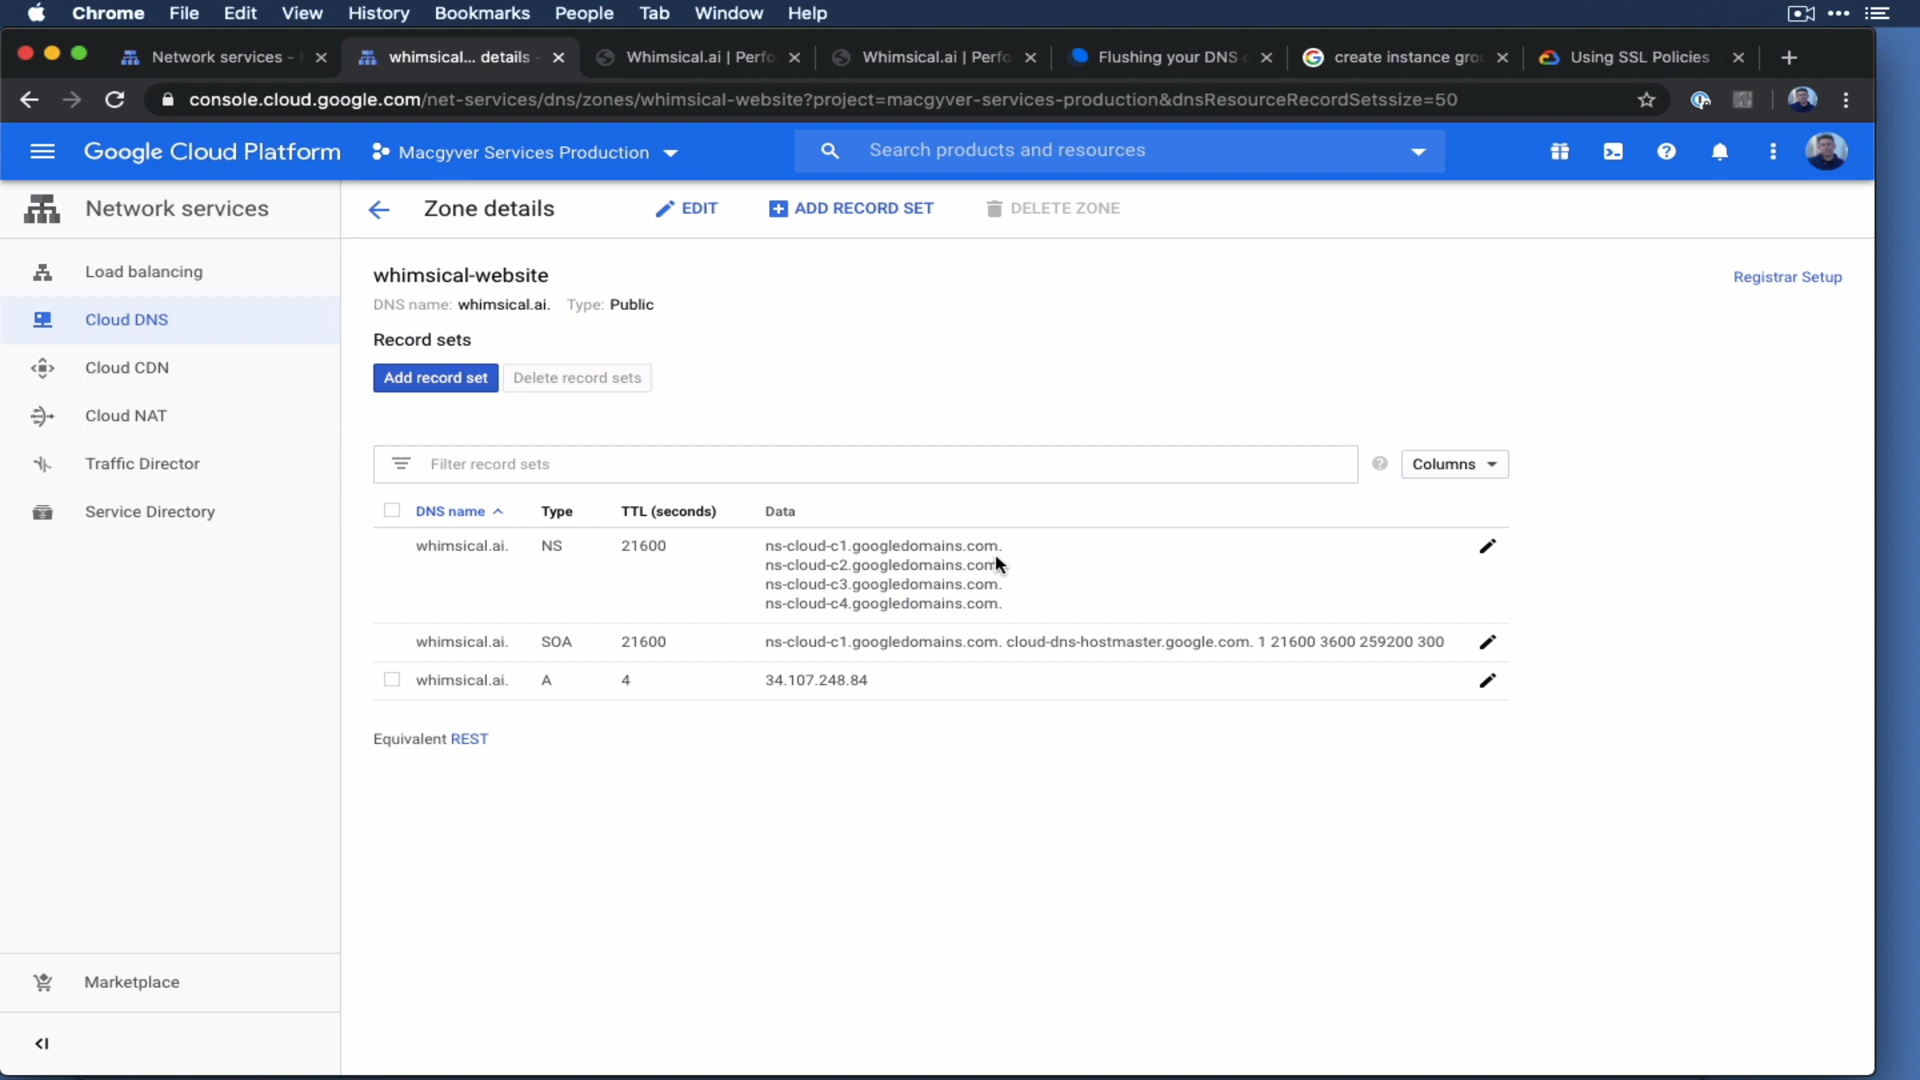 Chrome File Edit View History Bookmarks People Tab Window Help
Network services - whimsical... details - Whimsical.ai | Perfo Whimsical.ai | Perfo Flushing your DNS c create instance grou Using SSL Policies
console.cloud.google.com/net-services/dns/zones/whimsical-website?project=macgyver-services-production&dnsResourceRecordSetssize=50
Google Cloud Platform Macgyver Services Production Search products and resources
Network services
Zone details EDIT ADD RECORD SET DELETE ZONE
Load balancing
Cloud DNS
Cloud CDN
Cloud NAT
Traffic Director
Service Directory
Marketplace
whimsical-website
Registrar Setup
DNS name: whimsical.ai. Type: Public
Record sets
Add record set Delete record sets
Filter record sets Columns
DNS name Type TTL (seconds) Data
whimsical.ai. NS 21600 ns-cloud-c1.googledomains.com.
ns-cloud-c2.googledomains.com.
ns-cloud-c3.googledomains.com.
ns-cloud-c4.googledomains.com.
whimsical.ai. SOA 21600 ns-cloud-c1.googledomains.com. cloud-dns-hostmaster.google.com. 1 21600 3600 259200 300
whimsical.ai. A 4 34.107.248.84
Equivalent REST